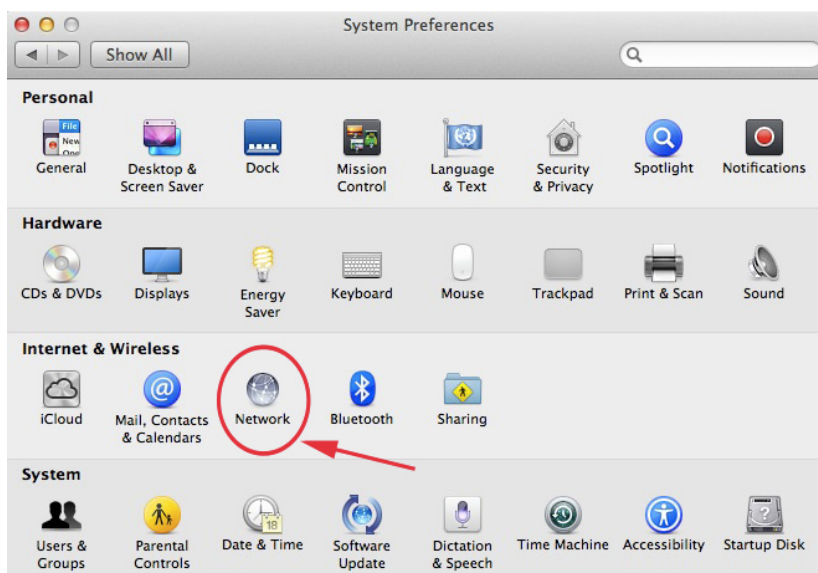 System Preferences
Show All
Personal
File
New
One
General
Desktop &
Screen Saver
Dock
Mission
Control
Language
& Text
Security
& Privacy
Spotlight
Notifications
Hardware
CDs & DVDs
Displays
Energy
Saver
Keyboard
Mouse
Trackpad
Print & Scan
Sound
Internet & Wireless
iCloud
@
Mail, Contacts
& Calendars
Network
Bluetooth
Sharing
System
Users &
Groups
Parental
Controls
18
Date & Time
Software
Update
Dictation
& Speech
Time Machine
Accessibility
?
Startup Disk